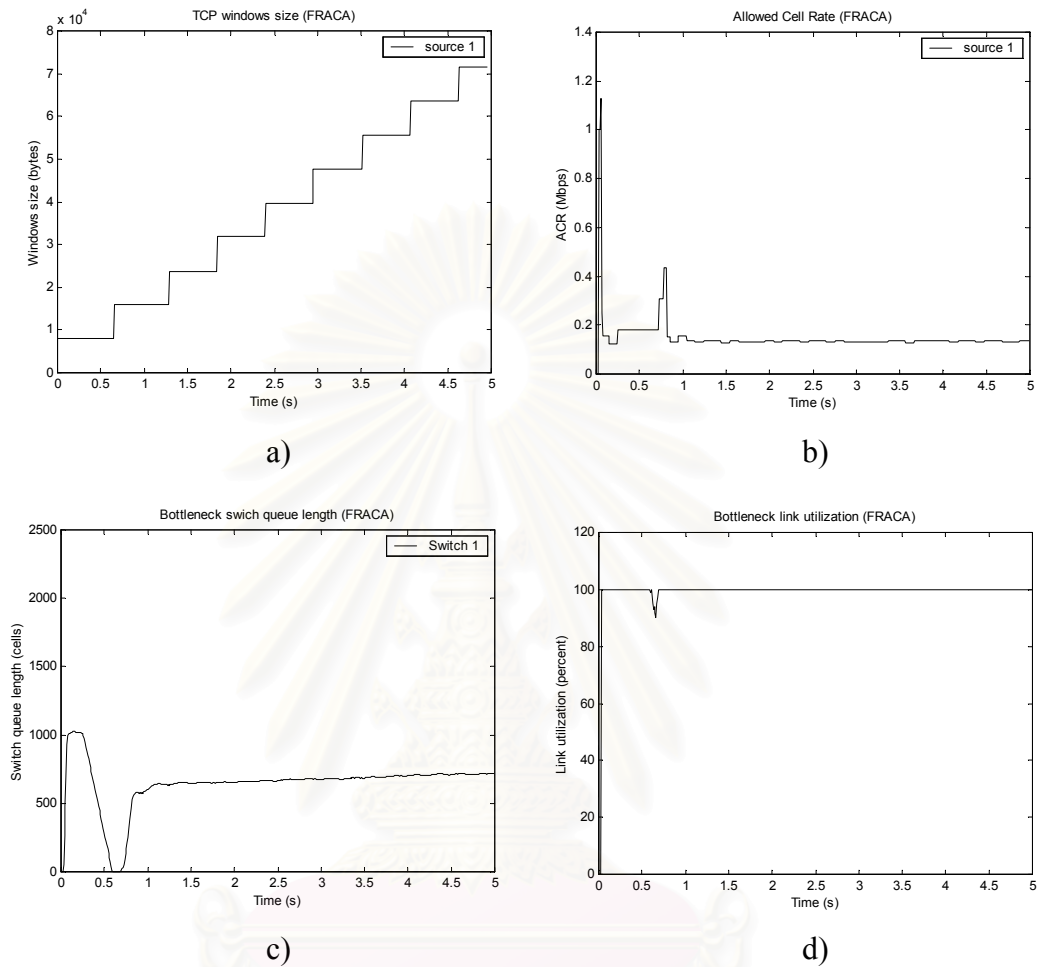 TCP windows size (FRACA)
x 10^4
source 1
8
7
6
5
4
3
2
1
0
Windows size (bytes)
0 0.5 1 1.5 2 2.5 3 3.5 4 4.5 5
Time (s)
a)
Allowed Cell Rate (FRACA)
source 1
1.4
1.2
1
0.8
0.6
0.4
0.2
0
ACR (Mbps)
0 0.5 1 1.5 2 2.5 3 3.5 4 4.5 5
Time (s)
b)
Bottleneck swich queue length (FRACA)
Switch 1
2500
2000
1500
1000
500
0
Switch queue length (cells)
0 0.5 1 1.5 2 2.5 3 3.5 4 4.5 5
Time (s)
c)
Bottleneck link utilization (FRACA)
120
100
80
60
40
20
0
Link utilization (percent)
0 0.5 1 1.5 2 2.5 3 3.5 4 4.5 5
Time (s)
d)